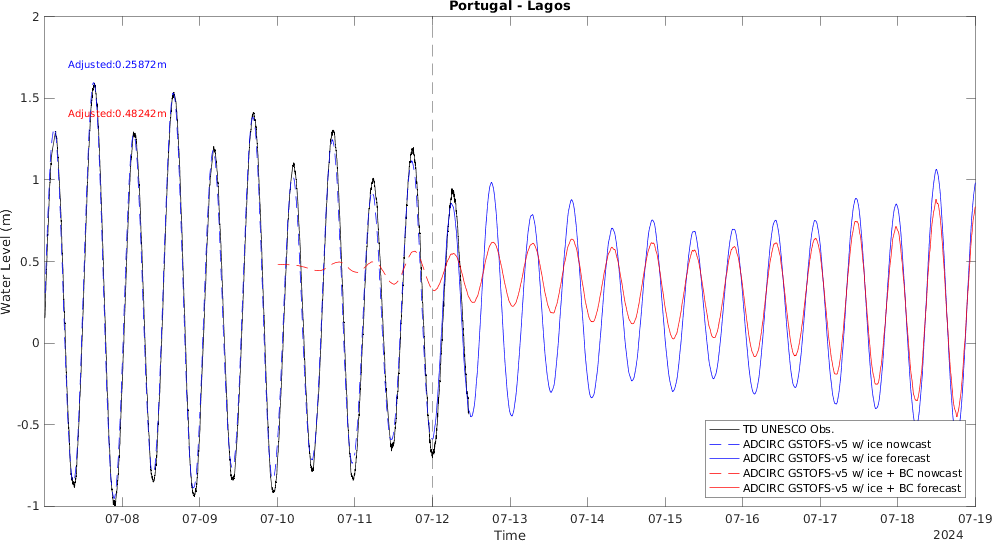 Portugal - Lagos
2
1.5
1
0.5
0
-0.5
-1
Water Level (m)
Adjusted:0.25872m
Adjusted:0.48242m
TD UNESCO Obs.
ADCIRC GSTOFS-v5 w/ ice nowcast
ADCIRC GSTOFS-v5 w/ ice forecast
ADCIRC GSTOFS-v5 w/ ice + BC nowcast
ADCIRC GSTOFS-v5 w/ ice + BC forecast
07-08 07-09 07-10 07-11 07-12 07-13 07-14 07-15 07-16 07-17 07-18 07-19
Time
2024